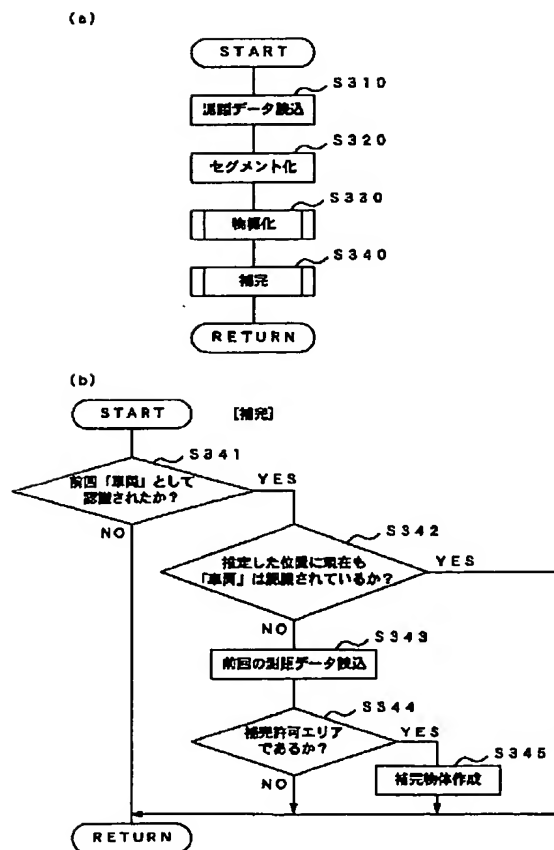 (a)
START
S310
測距データ読込
S320
セグメント化
S330
物標化
S340
補完
RETURN
(b)
START
[補完]
S341
前回「車両」として
認識されたか？
YES
NO
S342
推定した位置に現在も
「車両」は認識されているか？
YES
NO
S343
前回の測距データ読込
S344
補完許可エリア
であるか？
YES
NO
S345
補完物体作成
RETURN